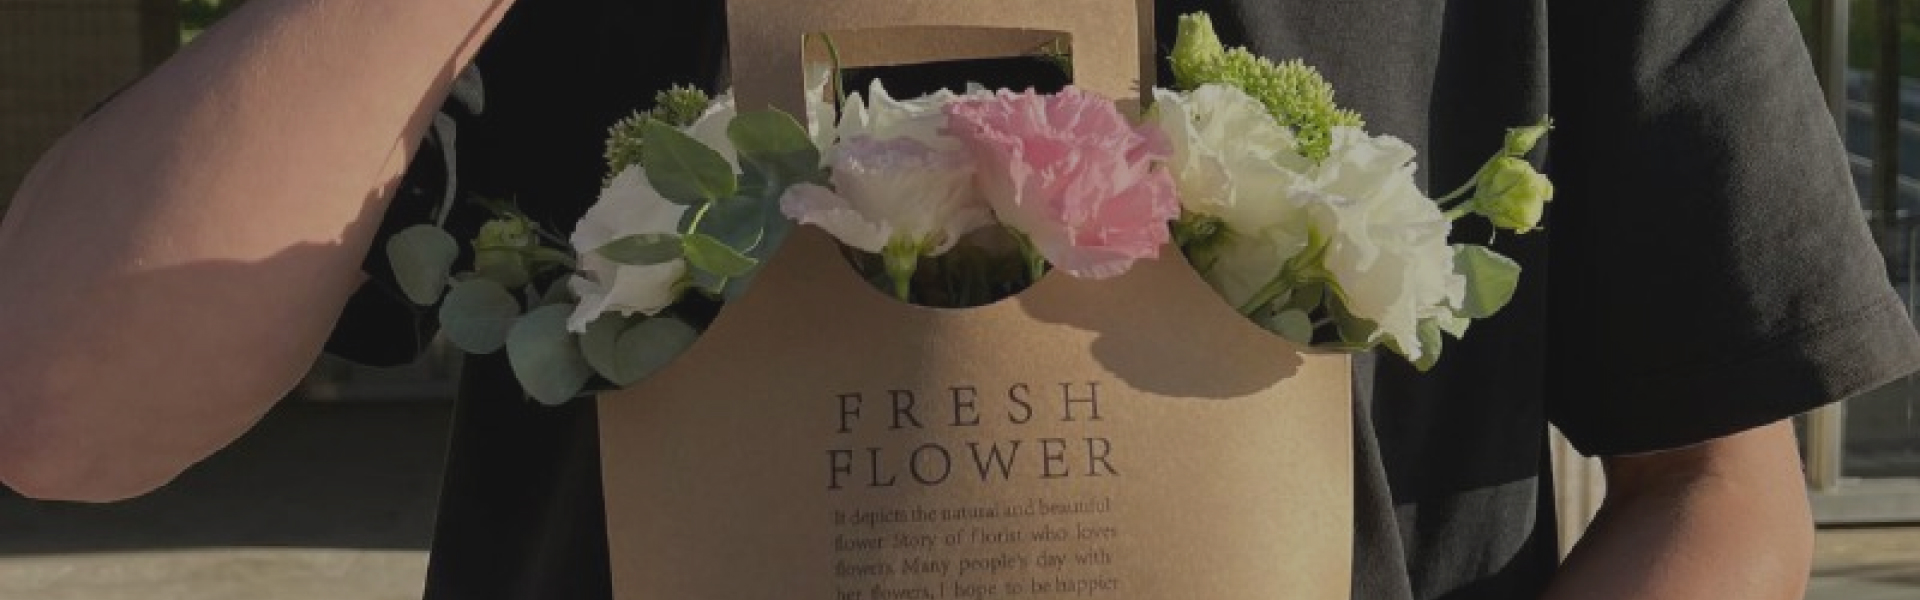 FRESH
FLOWER
It depicts the natural and beautiful
flower Story of Florist who loves
flowers. Many people's day with
her flowers, I hope to be happier